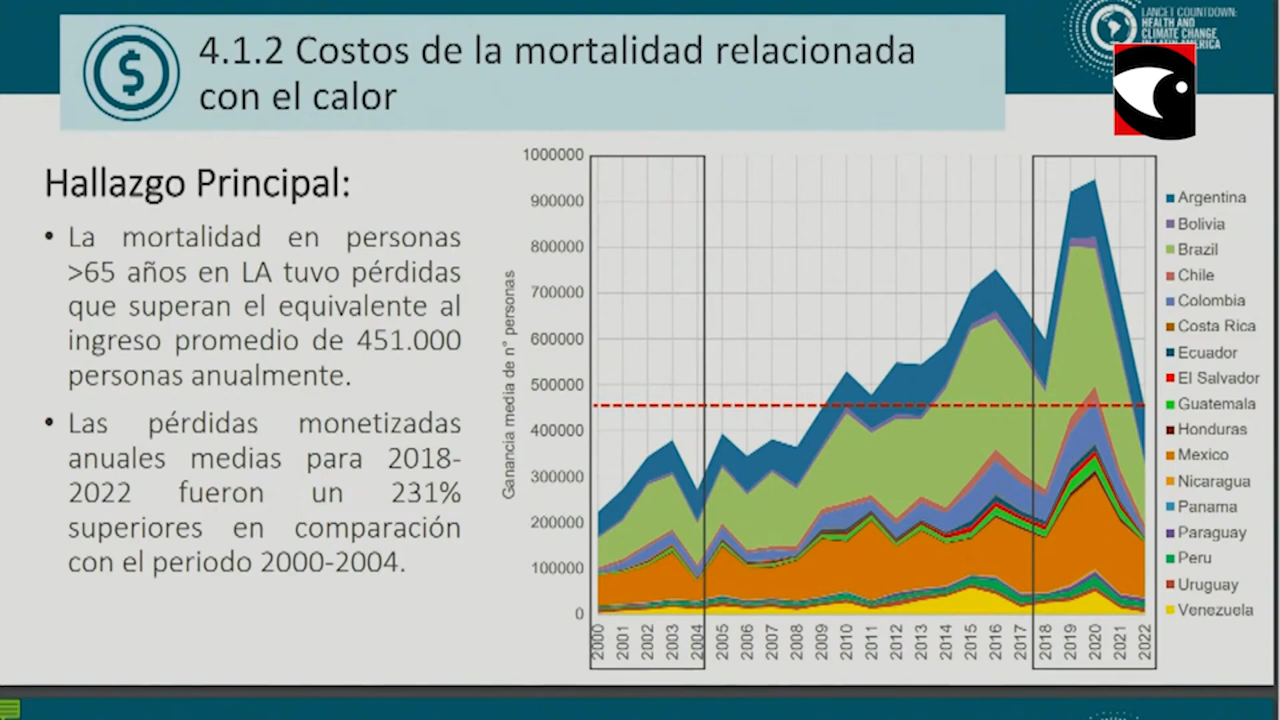 4.1.2 Costos de la mortalidad relacionada
con el calor
LANCET COUNTDOWN:
HEALTH AND
CLIMATE CHANGE
IN LATIN AMERICA
Hallazgo Principal:
• La mortalidad en personas
>65 años en LA tuvo pérdidas
que superan el equivalente al
ingreso promedio de 451.000
personas anualmente.
• Las pérdidas monetizadas
anuales medias para 2018-
2022 fueron un 231%
superiores en comparación
con el periodo 2000-2004.
Ganancia media de n° personas
1000000
900000
800000
700000
600000
500000
400000
300000
200000
100000
0
2000 2001 2002 2003 2004 2005 2006 2007 2008 2009 2010 2011 2012 2013 2014 2015 2016 2017 2018 2019 2020 2021 2022
Argentina
Bolivia
Brazil
Chile
Colombia
Costa Rica
Ecuador
El Salvador
Guatemala
Honduras
Mexico
Nicaragua
Panama
Paraguay
Peru
Uruguay
Venezuela